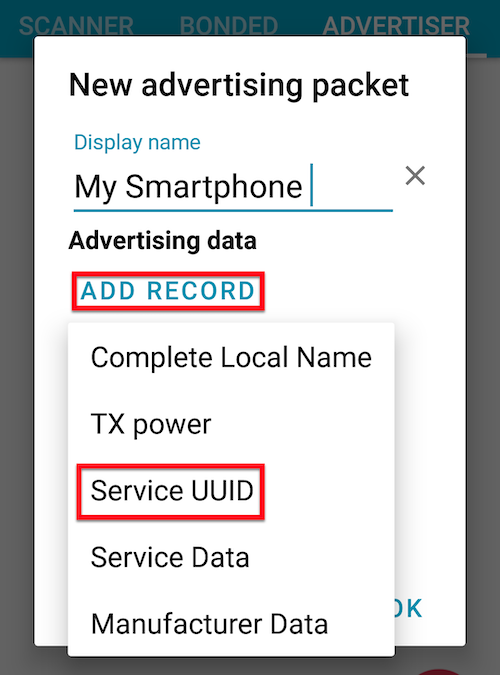 SCANNER BONDED ADVERTISER
New advertising packet
Display name
My Smartphone
Advertising data
ADD RECORD
Complete Local Name
TX power
Service UUID
Service Data
OK
Manufacturer Data